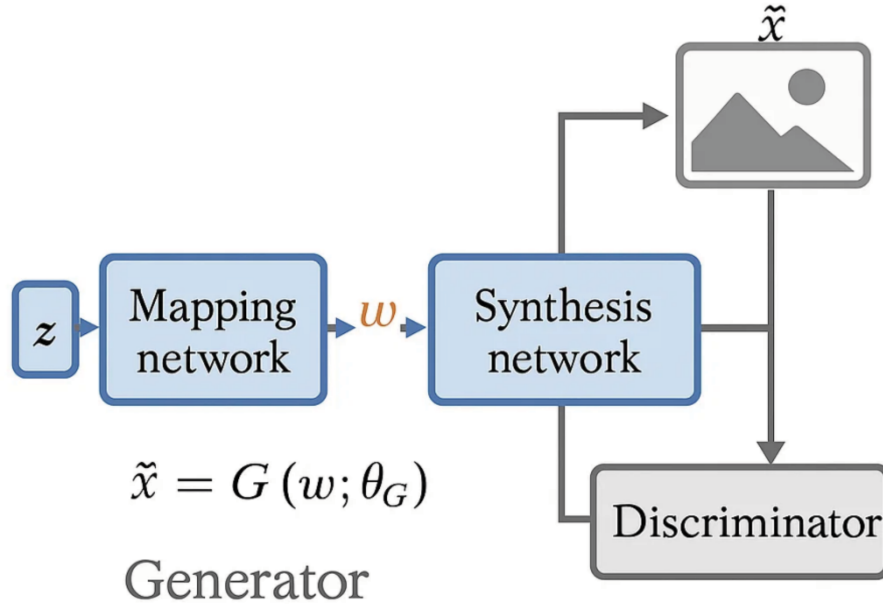 x̃
z
Mapping
network
w
Synthesis
network
x̃ = G (w; θ_G)
Discriminator
Generator